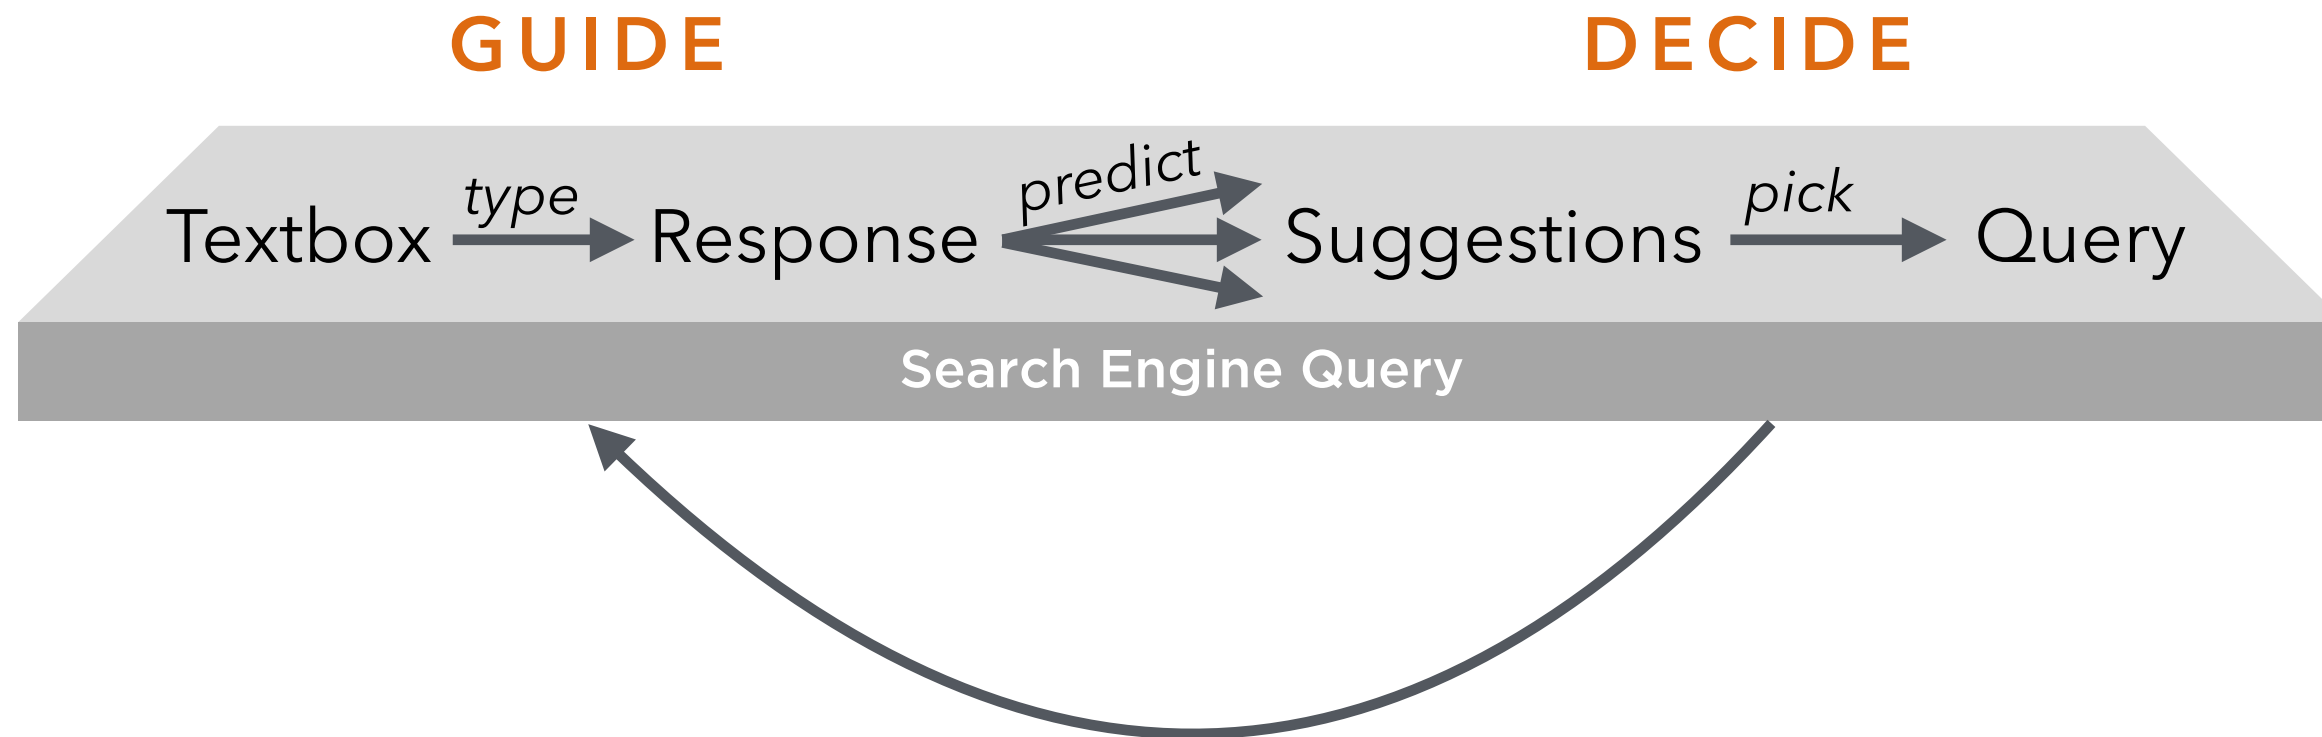 GUIDE DECIDE
type predict pick
Textbox Response Suggestions Query
Search Engine Query